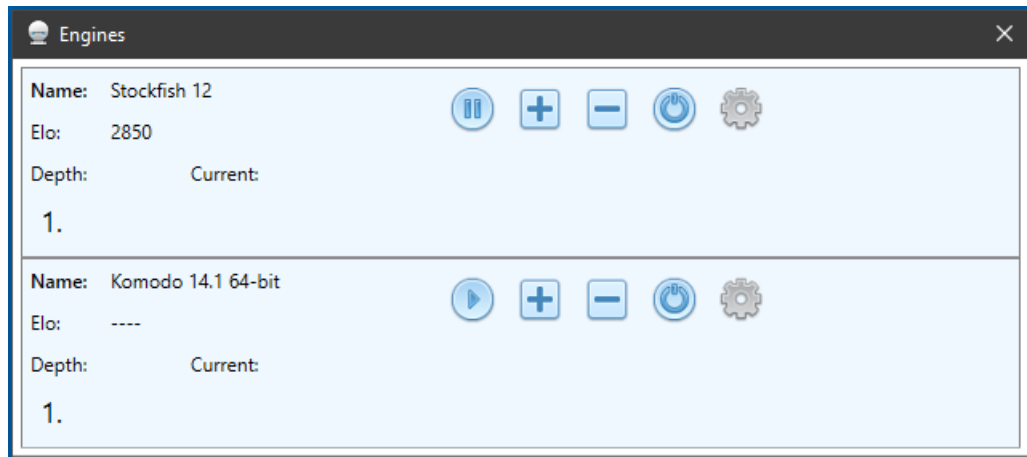 Engines
Name: Stockfish 12
Elo: 2850
Depth: Current:
1.
Name: Komodo 14.1 64-bit
Elo: ----
Depth: Current:
1.